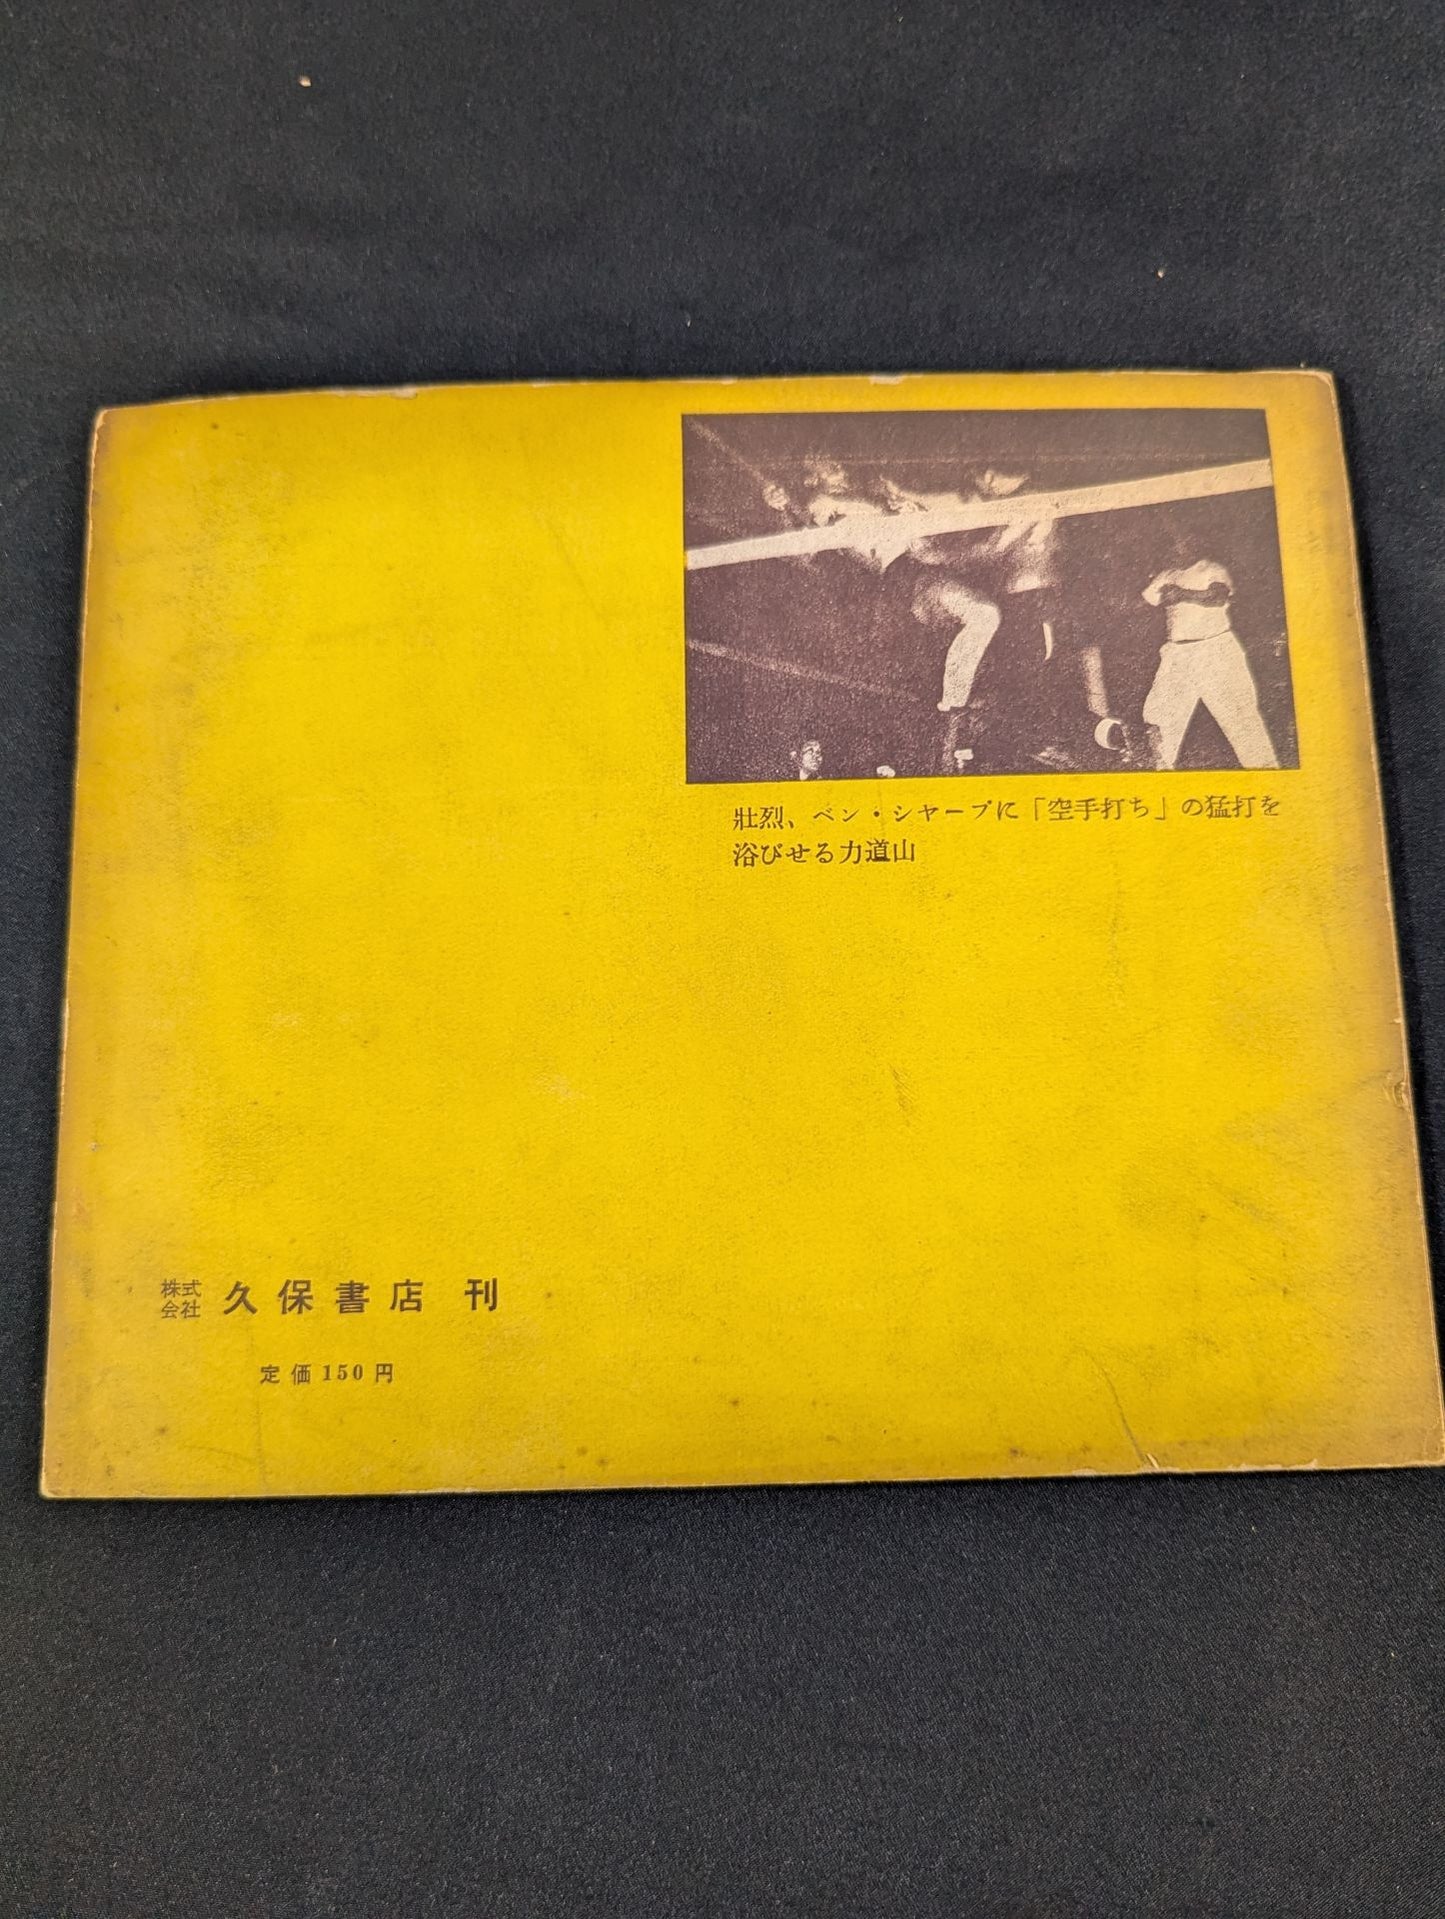 壯烈、ベン・シャープに「空手打ち」の猛打を
浴びせる力道山
株式会社 久保書店 刊
定価150円